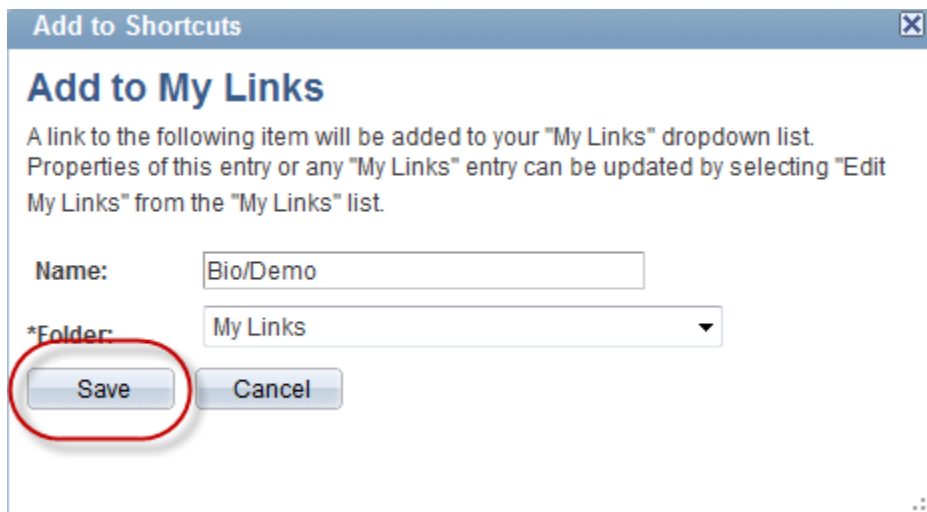 Add to Shortcuts
Add to My Links
A link to the following item will be added to your "My Links" dropdown list.
Properties of this entry or any "My Links" entry can be updated by selecting "Edit
My Links" from the "My Links" list.
Name: Bio/Demo
*Folder: My Links
Save Cancel